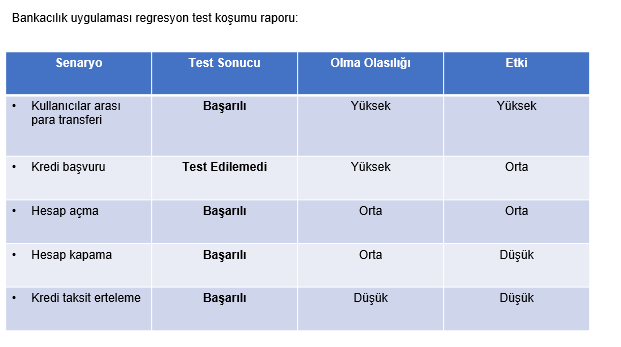 Bankacılık uygulaması regresyon test koşumu raporu:
Senaryo Test Sonucu Olma Olasılığı Etki
• Kullanıcılar arası para transferi Başarılı Yüksek Yüksek
• Kredi başvuru Test Edilemedi Yüksek Orta
• Hesap açma Başarılı Orta Orta
• Hesap kapama Başarılı Orta Düşük
• Kredi taksit erteleme Başarılı Düşük Düşük